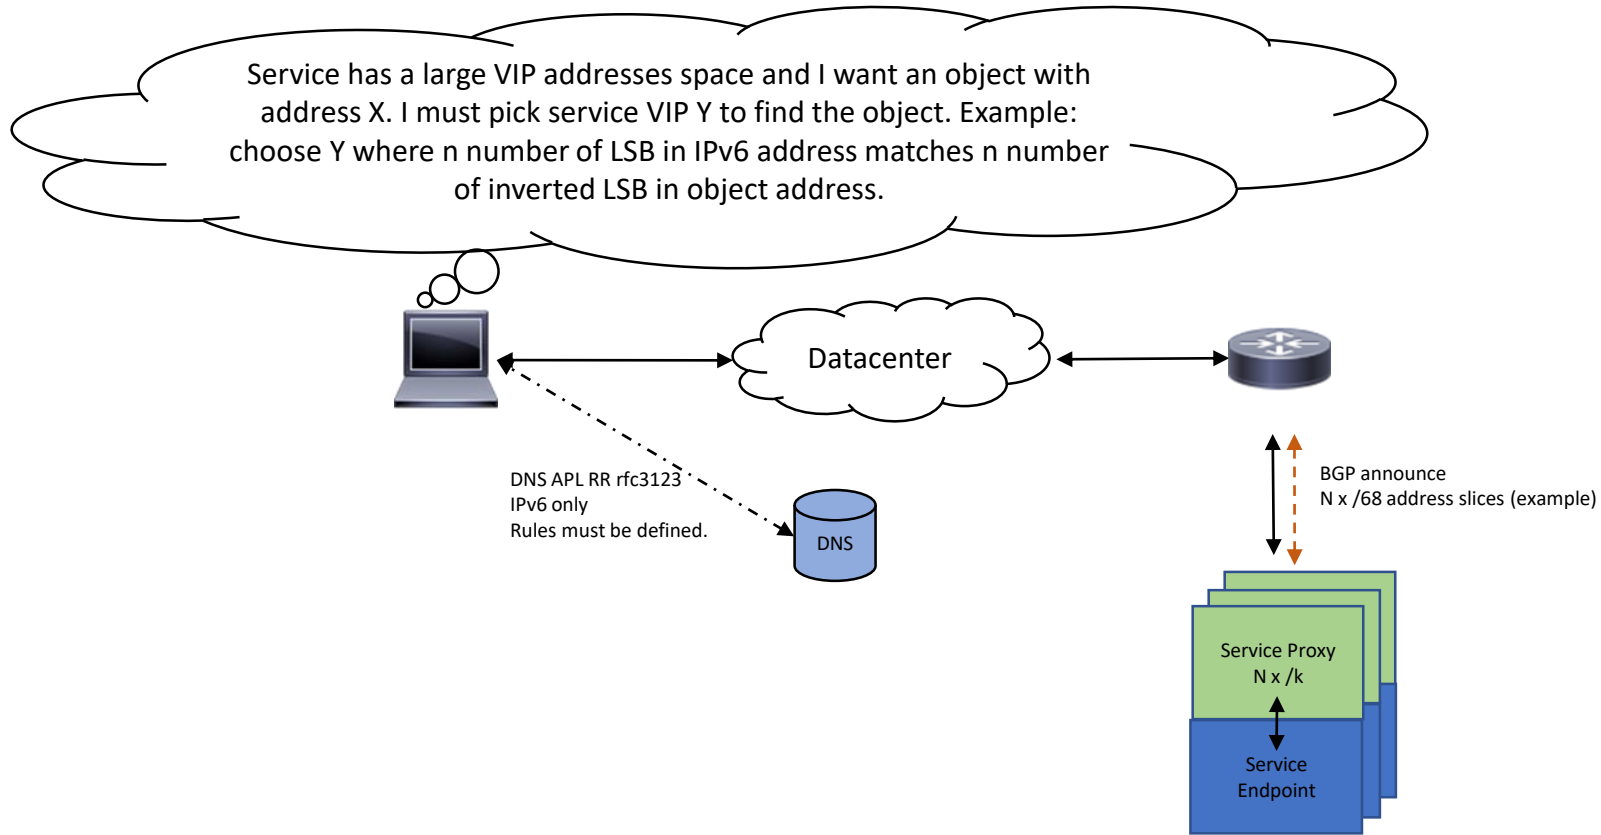 Service has a large VIP addresses space and I want an object with
address X. I must pick service VIP Y to find the object. Example:
choose Y where n number of LSB in IPv6 address matches n number
of inverted LSB in object address.
Datacenter
DNS APL RR rfc3123
IPv6 only
Rules must be defined.
DNS
BGP announce
N x /68 address slices (example)
Service Proxy
N x /k
Service
Endpoint